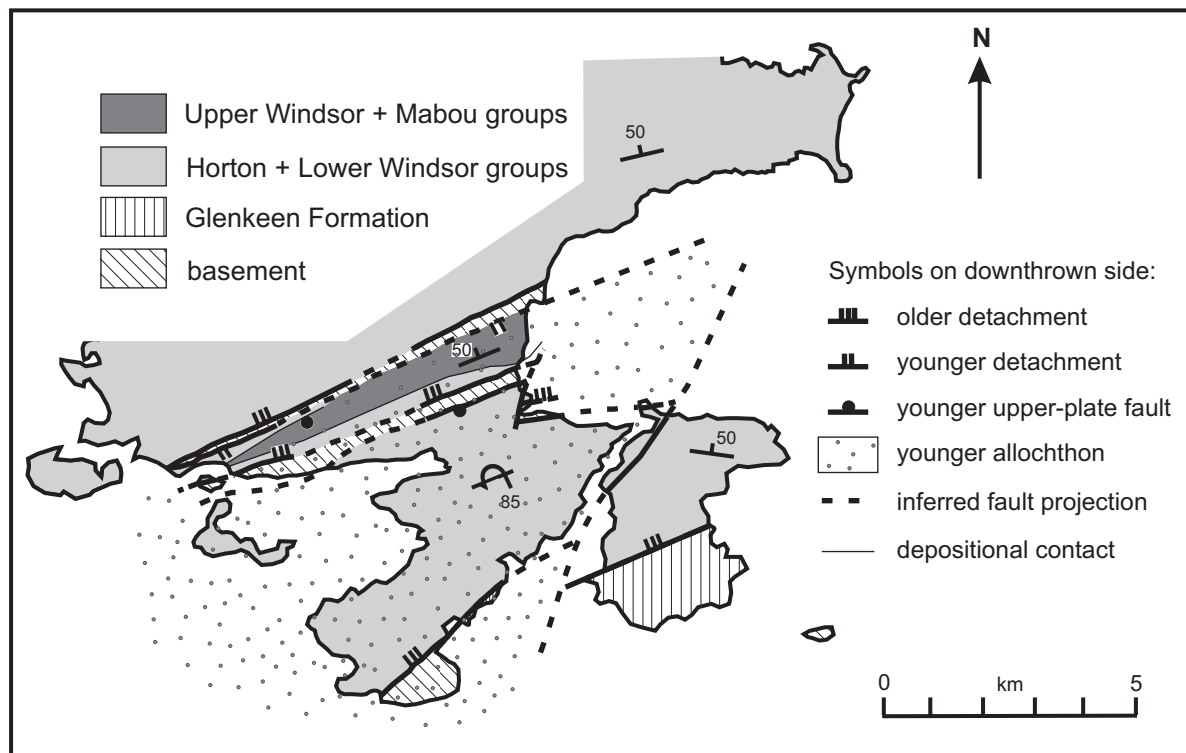 Upper Windsor + Mabou groups
Horton + Lower Windsor groups
Glenkeen Formation
basement
N
Symbols on downthrown side:
older detachment
younger detachment
younger upper-plate fault
younger allochthon
inferred fault projection
depositional contact
50
50
50
85
0 km 5